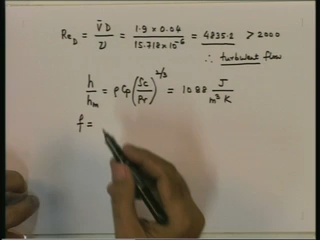 Re_D = V̄ D / ν = 1.9 × 0.04 / 15.718×10⁻⁶ = 4835.2 > 2000
∴ turbulent flow
h / h_m = ρ Cp (Sc / Pr)^2/3 = 1088 J / m³ K
f =